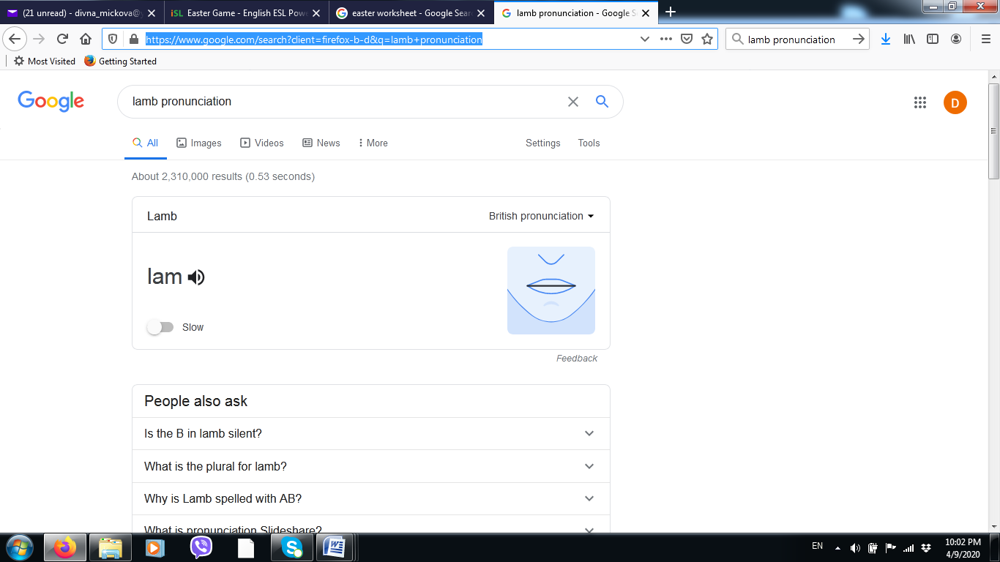 (21 unread) - divna_mickova@
iSL Easter Game - English ESL Pow
easter worksheet - Google Sear
lamb pronunciation - Google S
https://www.google.com/search?client=firefox-b-d&q=lamb+pronunciation
lamb pronunciation
Most Visited
Getting Started
Google
lamb pronunciation
D
All
Images
Videos
News
More
Settings
Tools
About 2,310,000 results (0.53 seconds)
Lamb
British pronunciation
lam
Slow
Feedback
People also ask
Is the B in lamb silent?
What is the plural for lamb?
Why is Lamb spelled with AB?
What is pronunciation Slideshare?
EN
10:02 PM
4/9/2020